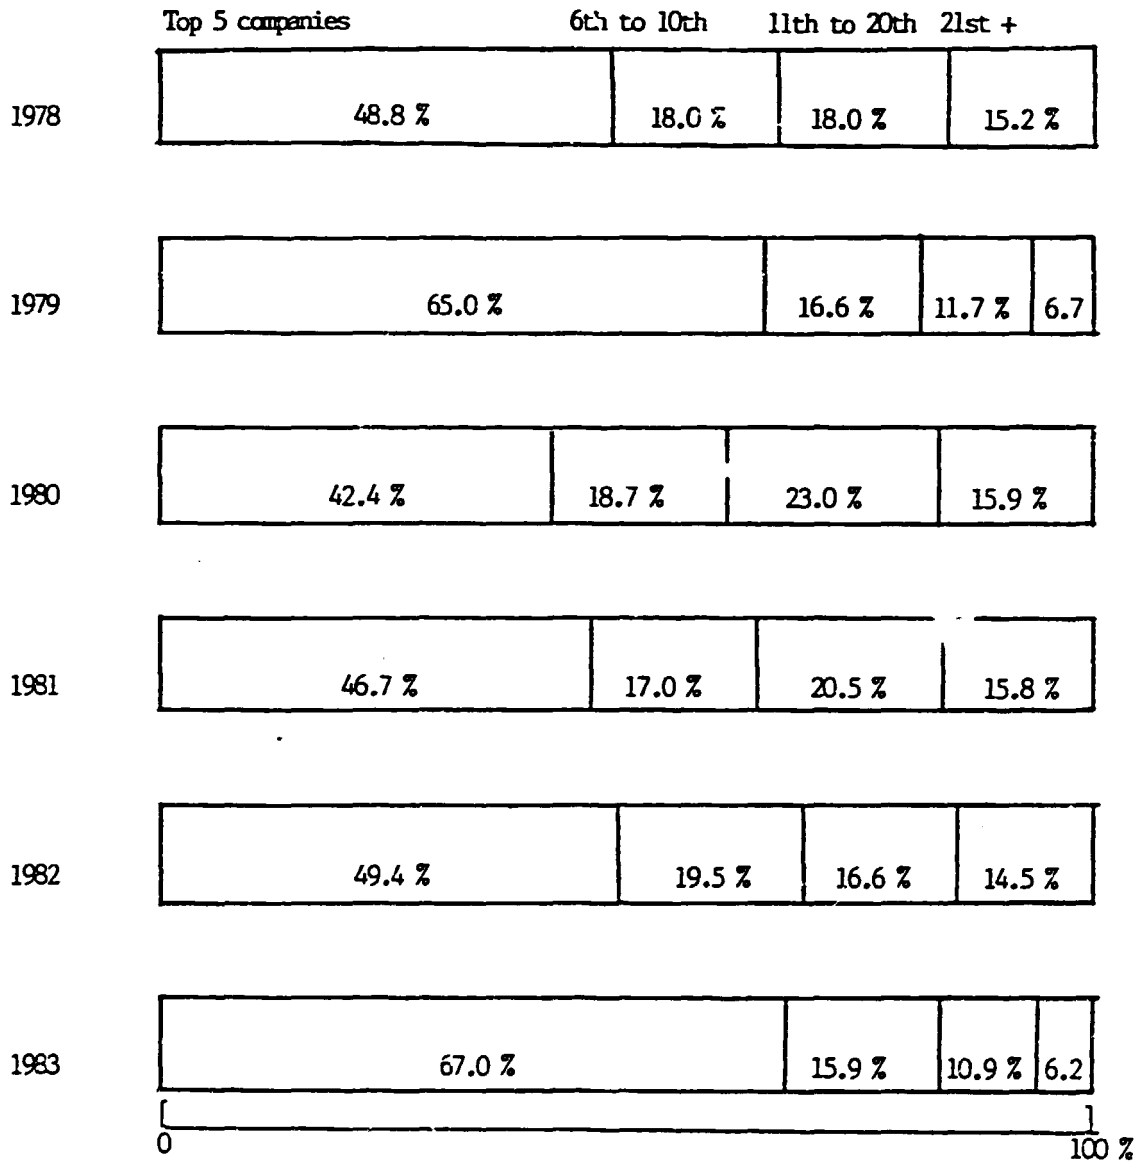 Top 5 companies 6th to 10th 11th to 20th 21st +
1978 48.8 % 18.0 % 18.0 % 15.2 %
1979 65.0 % 16.6 % 11.7 % 6.7
1980 42.4 % 18.7 % 23.0 % 15.9 %
1981 46.7 % 17.0 % 20.5 % 15.8 %
1982 49.4 % 19.5 % 16.6 % 14.5 %
1983 67.0 % 15.9 % 10.9 % 6.2
0 100 %